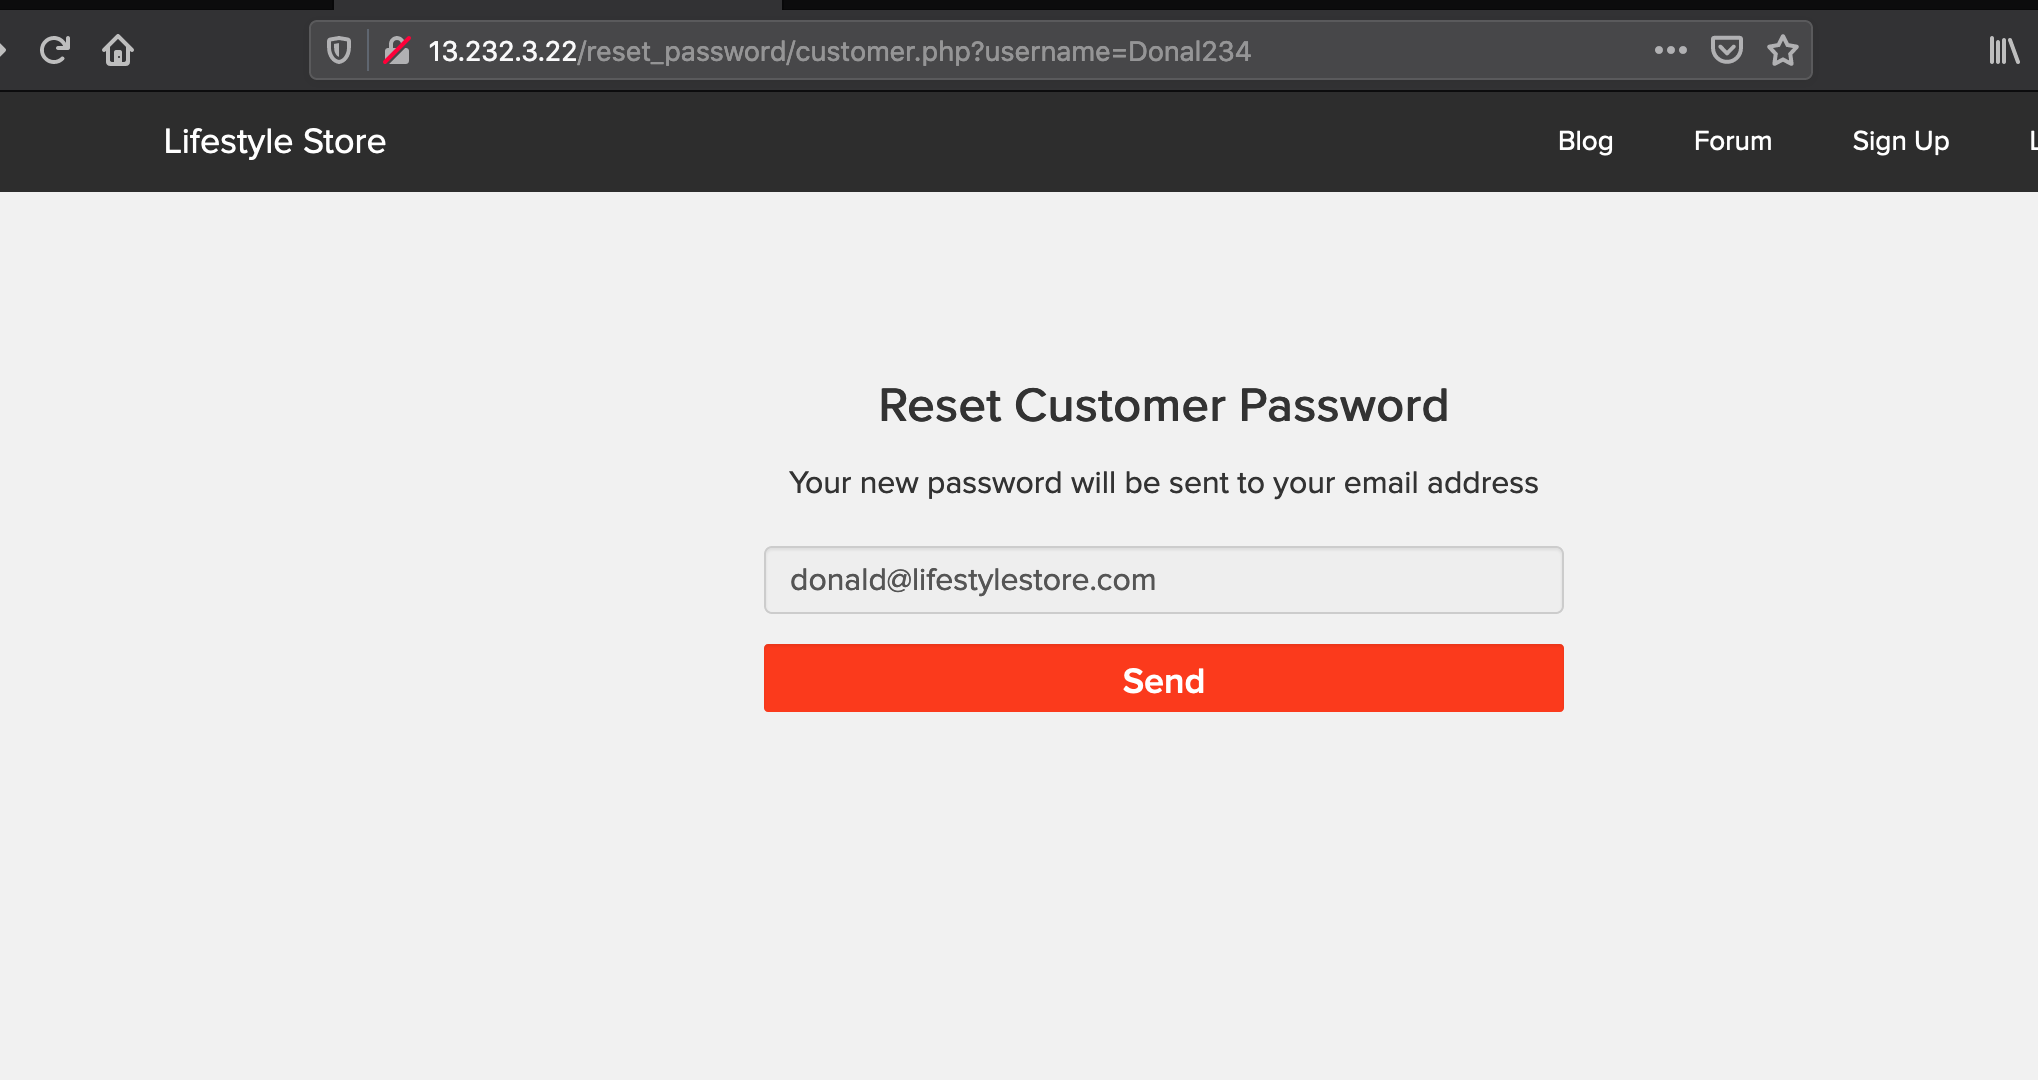 13.232.3.22/reset_password/customer.php?username=Donal234
Lifestyle Store
Blog
Forum
Sign Up
Reset Customer Password
Your new password will be sent to your email address
donald@lifestylestore.com
Send